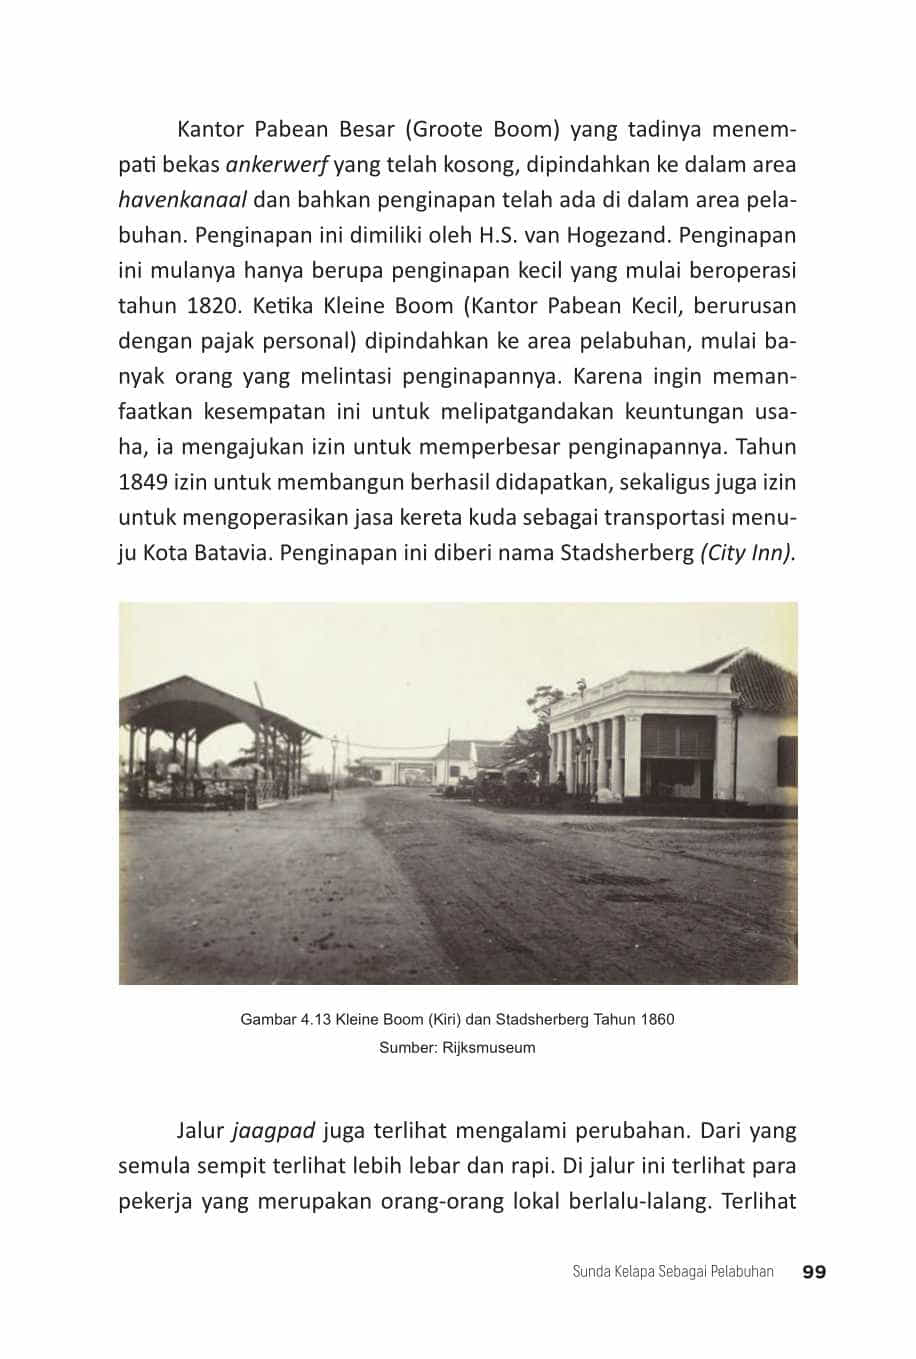 Kantor Pabean Besar (Groote Boom) yang tadinya menem-
pati bekas ankerwerf yang telah kosong, dipindahkan ke dalam area
havenkanaal dan bahkan penginapan telah ada di dalam area pela-
buhan. Penginapan ini dimiliki oleh H.S. van Hogezand. Penginapan
ini mulanya hanya berupa penginapan kecil yang mulai beroperasi
tahun 1820. Ketika Kleine Boom (Kantor Pabean Kecil, berurusan
dengan pajak personal) dipindahkan ke area pelabuhan, mulai ba-
nyak orang yang melintasi penginapannya. Karena ingin meman-
faatkan kesempatan ini untuk melipatgandakan keuntungan usa-
ha, ia mengajukan izin untuk memperbesar penginapannya. Tahun
1849 izin untuk membangun berhasil didapatkan, sekaligus juga izin
untuk mengoperasikan jasa kereta kuda sebagai transportasi menu-
ju Kota Batavia. Penginapan ini diberi nama Stadsherberg (City Inn).
Gambar 4.13 Kleine Boom (Kiri) dan Stadsherberg Tahun 1860
Sumber: Rijksmuseum
Jalur jaagpad juga terlihat mengalami perubahan. Dari yang
semula sempit terlihat lebih lebar dan rapi. Di jalur ini terlihat para
pekerja yang merupakan orang-orang lokal berlalu-lalang. Terlihat
Sunda Kelapa Sebagai Pelabuhan 99